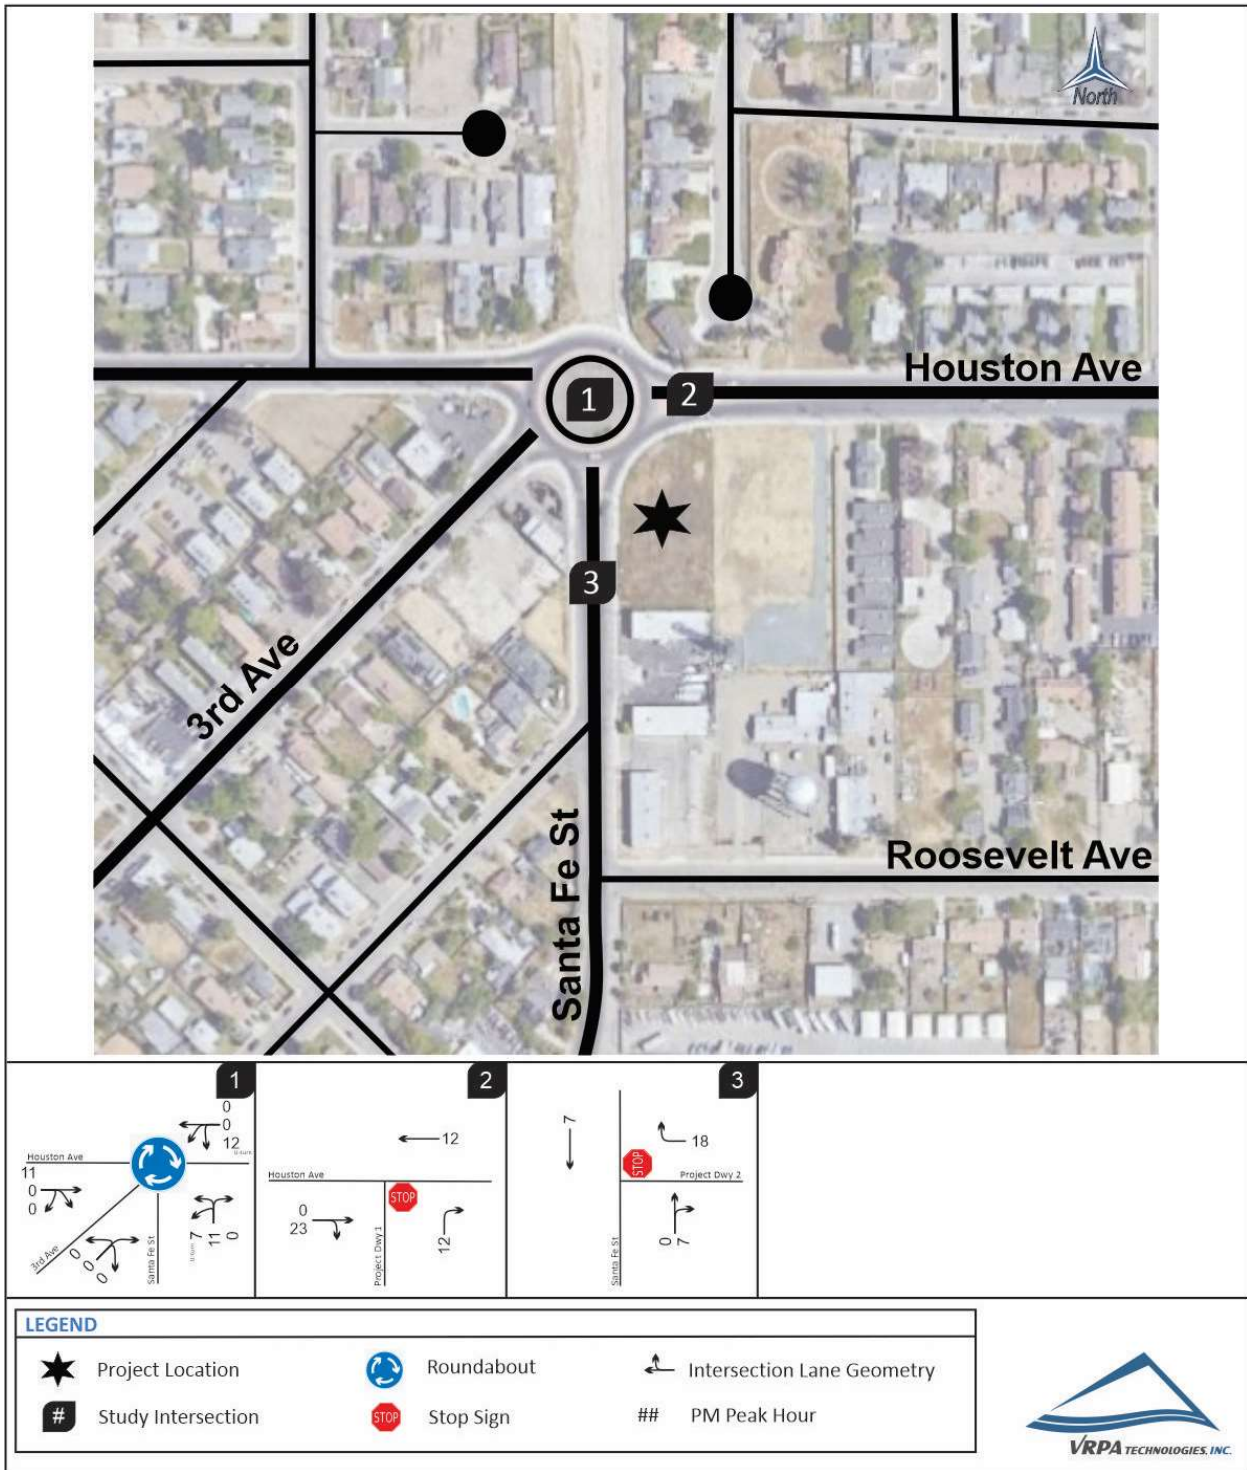 North
Houston Ave
1
2
3
3rd Ave
Santa Fe St
Roosevelt Ave
1
0
0
12
U-turn
Houston Ave
11
0
0
3rd Ave
0
0
0
Santa Fe St
U-turn 7
11
0
2
12
Houston Ave
STOP
0
23
Project Dwy 1
12
3
7
18
STOP
Project Dwy 2
0
7
Santa Fe St
LEGEND
Project Location
Roundabout
Intersection Lane Geometry
# Study Intersection
STOP Stop Sign
## PM Peak Hour
VRPA TECHNOLOGIES, INC.